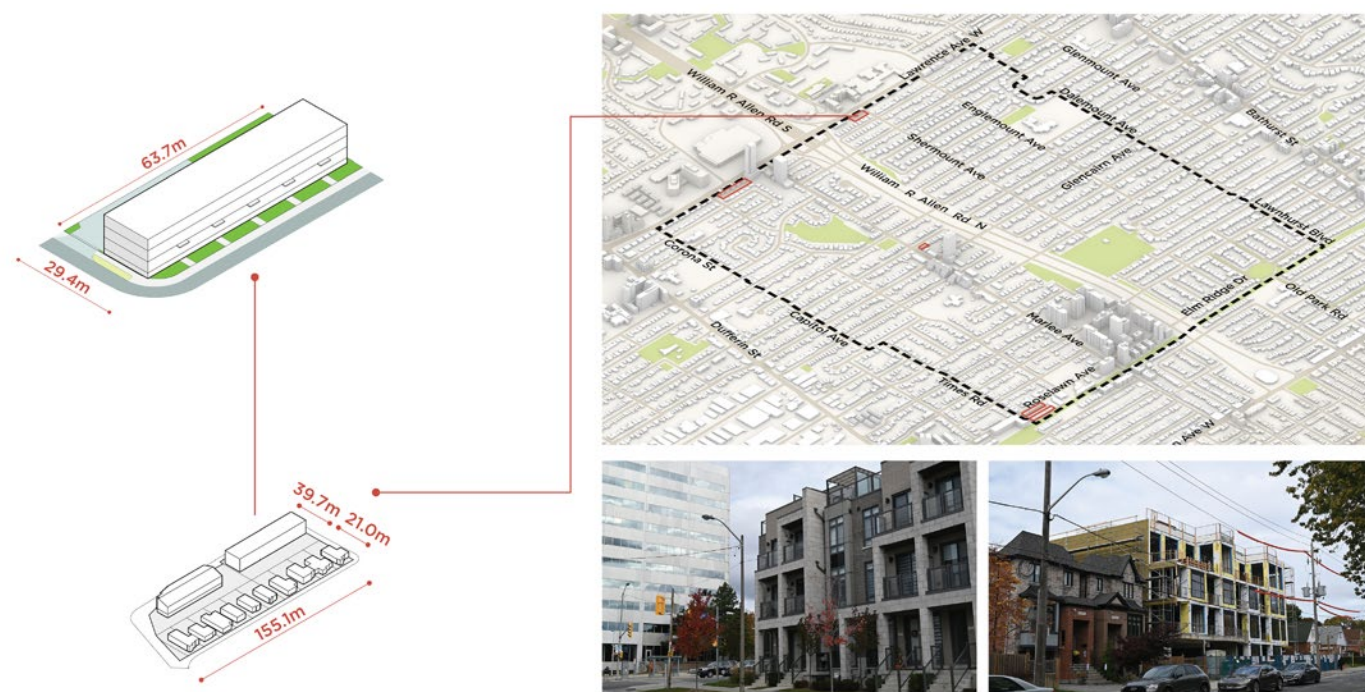 63.7m
29.4m
39.7m
21.0m
155.1m
Lawrence Ave W
Glenmount Ave
William R Allen Rd S
Dalemount Ave
Bathurst St
Englemount Ave
Shermount Ave
Glencairn Ave
William R Allen Rd N
Lawnhurst Blvd
Corona St
Elm Ridge Dr
Old Park Rd
Capitol Ave
Marlee Ave
Dufferin St
Times Rd
Roselawn Ave
n Ave W